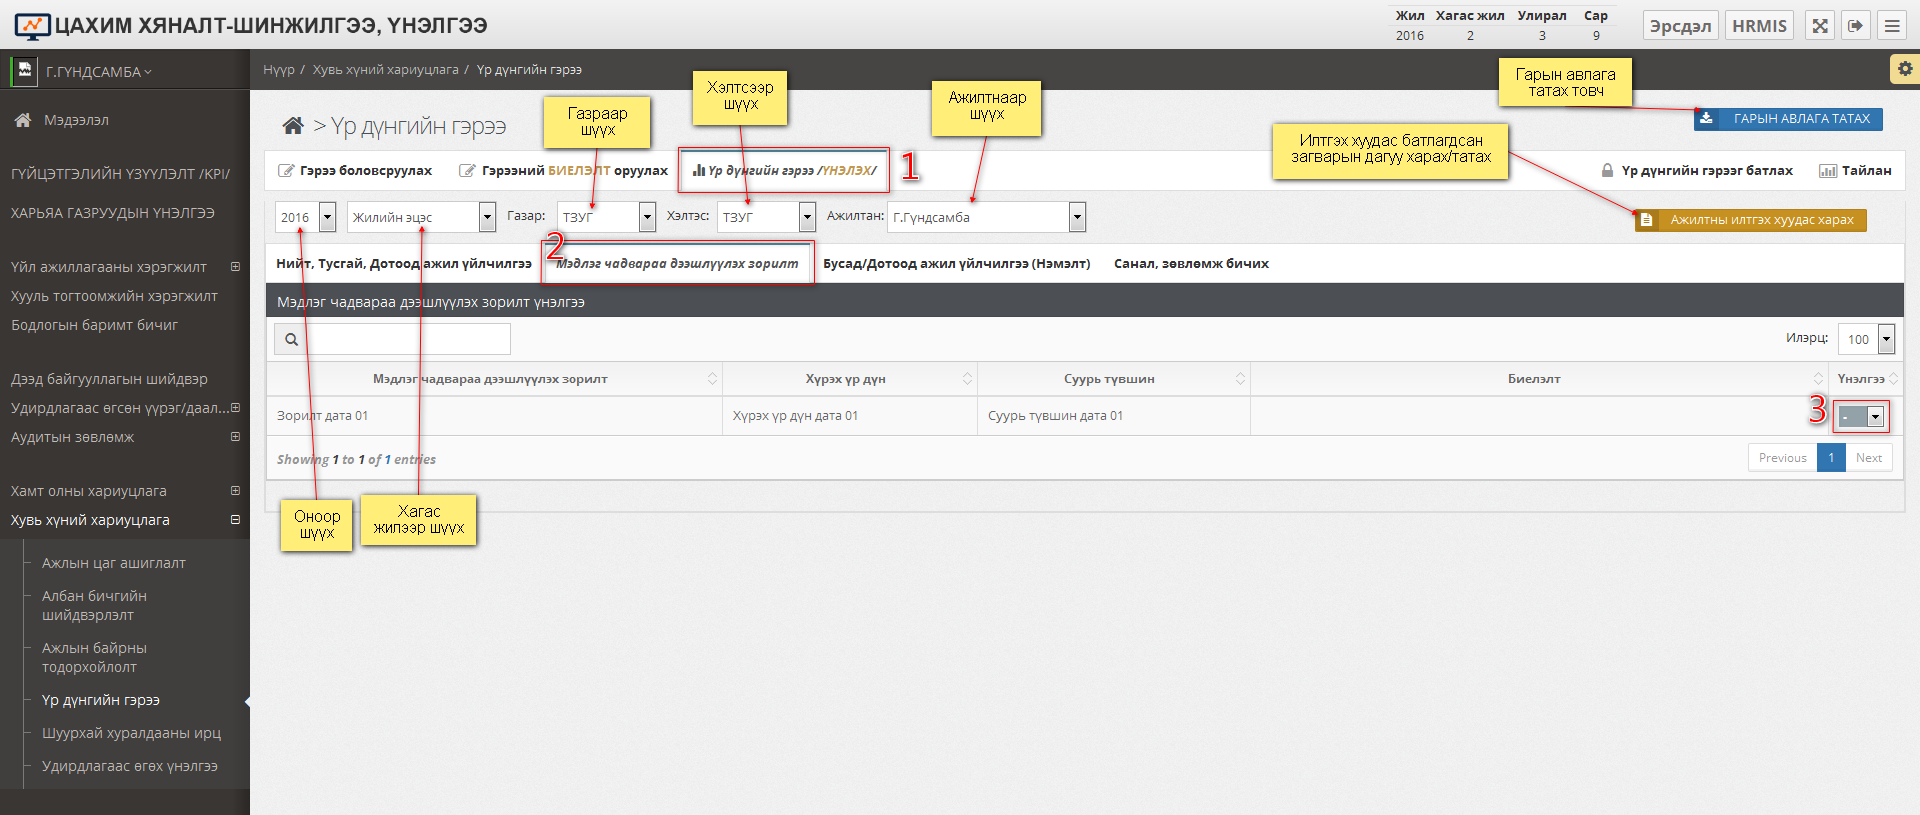 ЦАХИМ ХЯНАЛТ-ШИНЖИЛГЭЭ, ҮНЭЛГЭЭ
Жил Хагас жил Улирал Сар
2016 2 3 9
Эрсдэл HRMIS
Г.ГҮНДСАМБА
Нүүр / Хувь хүний хариуцлага / Үр дүнгийн гэрээ
Мэдээлэл
ГҮЙЦЭТГЭЛИЙН ҮЗҮҮЛЭЛТ /KPI/
ХАРЬЯА ГАЗРУУДЫН ҮНЭЛГЭЭ
Үйл ажиллагааны хэрэгжилт
Хууль тогтоомжийн хэрэгжилт
Бодлогын баримт бичиг
Дээд байгууллагын шийдвэр
Удирдлагаас өгсөн үүрэг/даал...
Аудитын зөвлөмж
Хамт олны хариуцлага
Хувь хүний хариуцлага
Ажлын цаг ашиглалт
Албан бичгийн
шийдвэрлэлт
Ажлын байрны
тодорхойлолт
Үр дүнгийн гэрээ
Шуурхай хуралдааны ирц
Удирдлагаас өгөх үнэлгээ
> Үр дүнгийн гэрээ
Газраар
шүүх
Хэлтсээр
шүүх
Ажилтнаар
шүүх
Гарын авлага
татах товч
ГАРЫН АВЛАГА ТАТАХ
Илтгэх хуудас батлагдсан
загварын дагуу харах/татах
Гэрээ боловсруулах
Гэрээний БИЕЛЭЛТ оруулах
Үр дүнгийн гэрээ /ҮНЭЛЭХ/
1
Үр дүнгийн гэрээг батлах
Тайлан
2016
Жилийн эцэс
Газар: ТЗУГ
Хэлтэс: ТЗУГ
Ажилтан: Г.Гүндсамба
Ажилтны илтгэх хуудас харах
2
Нийт, Тусгай, Дотоод ажил үйлчилгээ
Мэдлэг чадвараа дээшлүүлэх зорилт
Бусад/Дотоод ажил үйлчилгээ (Нэмэлт)
Санал, зөвлөмж бичих
Мэдлэг чадвараа дээшлүүлэх зорилт үнэлгээ
Илэрц: 100
Мэдлэг чадвараа дээшлүүлэх зорилт Хүрэх үр дүн Суурь түвшин Биелэлт Үнэлгээ
Зорилт дата 01 Хүрэх үр дүн дата 01 Суурь түвшин дата 01 3 -
Showing 1 to 1 of 1 entries
Previous 1 Next
Оноор
шүүх
Хагас
жилээр шүүх